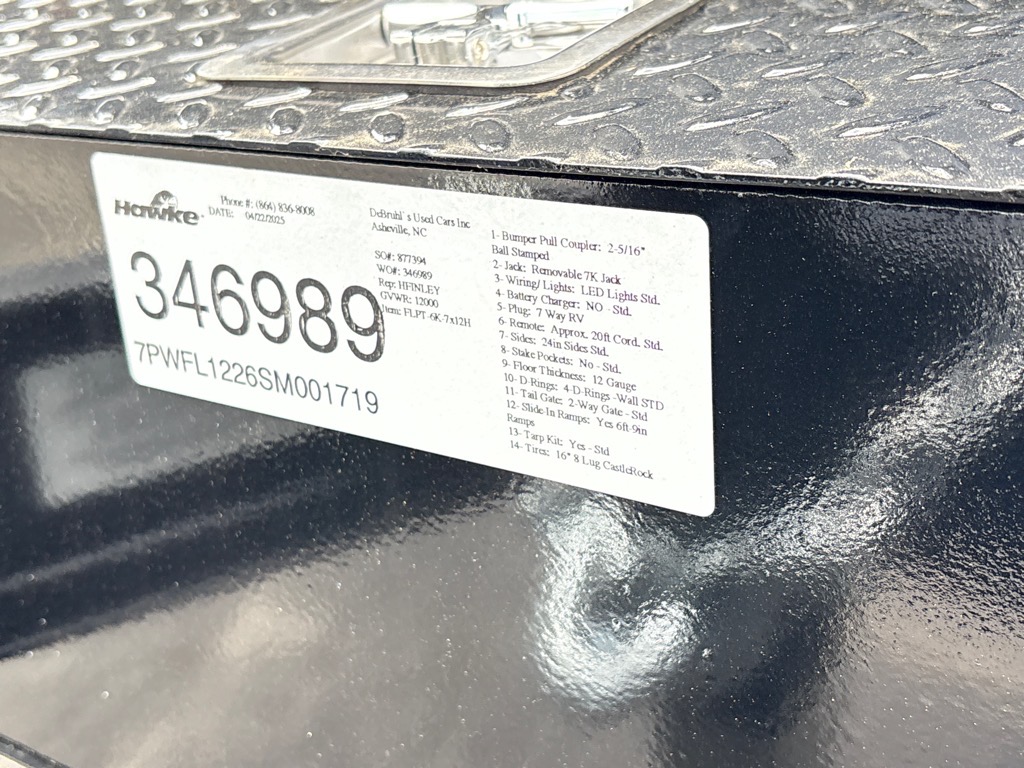 Hawke
Phone #: (864) 836-8008
DATE: 04/22/2025
346989
7PWFL1226SM001719
DeBruhl's Used Cars Inc
Asheville, NC
SO#: 877394
WO#: 346989
Rep: HFINLEY
GVWR: 12000
Item: FLPT-6K-7x12H
1- Bumper Pull Coupler: 2-5/16"
Ball Stamped
2- Jack: Removable 7K Jack
3- Wiring/ Lights: LED Lights Std.
4- Battery Charger: NO - Std.
5- Plug: 7 Way RV
6- Remote: Approx. 20ft Cord. Std.
7- Sides: 24in Sides Std.
8- Stake Pockets: No - Std.
9- Floor Thickness: 12 Gauge
10- D-Rings: 4-D-Rings -Wall STD
11- Tail Gate: 2-Way Gate - Std
12- Slide-In Ramps: Yes 6ft 9in
Ramps
13- Tarp Kit: Yes - Std
14- Tires: 16" 8 Lug CastleRock